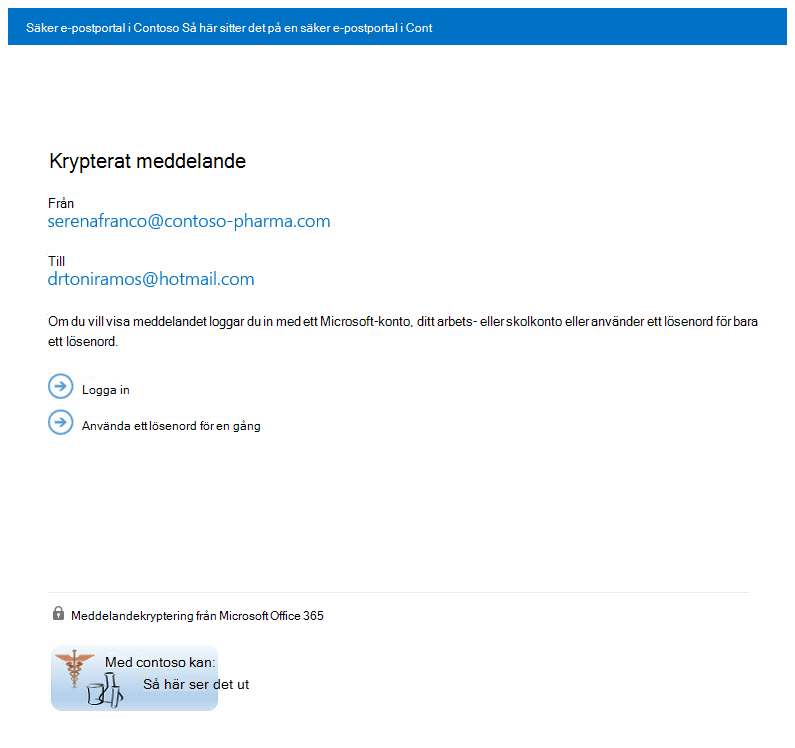 Säker e-postportal i Contoso Så här sitter det på en säker e-postportal i Cont
Krypterat meddelande
Från
serenafranco@contoso-pharma.com
Till
drtoniramos@hotmail.com
Om du vill visa meddelandet loggar du in med ett Microsoft-konto, ditt arbets- eller skolkonto eller använder ett lösenord för bara
ett lösenord.
Logga in
Använda ett lösenord för en gång
Meddelandekryptering från Microsoft Office 365
Med contoso kan:
Så här ser det ut